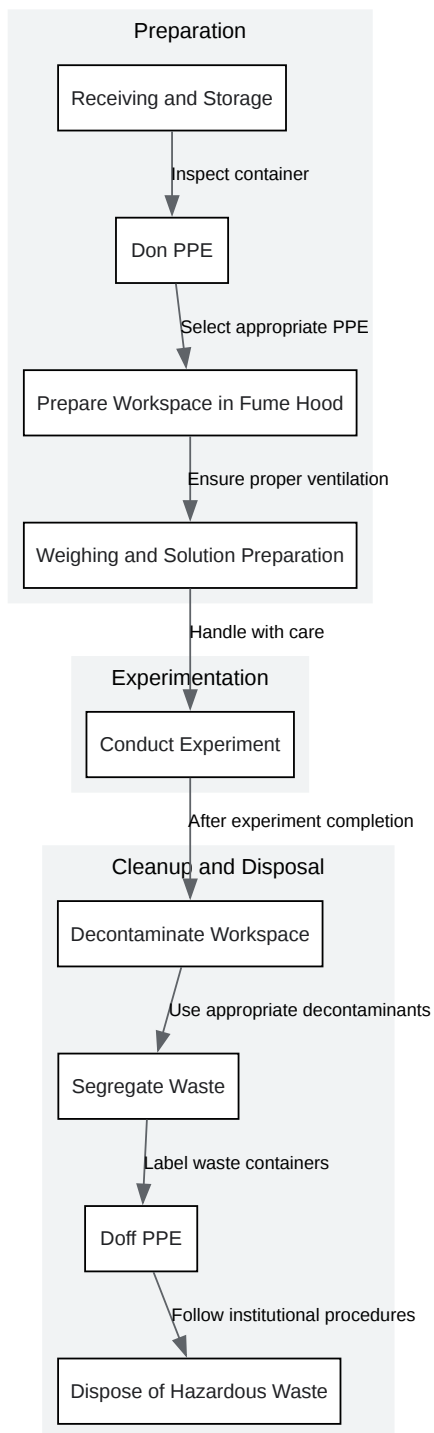 Preparation
Receiving and Storage
Inspect container
Don PPE
Select appropriate PPE
Prepare Workspace in Fume Hood
Ensure proper ventilation
Weighing and Solution Preparation
Handle with care
Experimentation
Conduct Experiment
After experiment completion
Cleanup and Disposal
Decontaminate Workspace
Use appropriate decontaminants
Segregate Waste
Label waste containers
Doff PPE
Follow institutional procedures
Dispose of Hazardous Waste